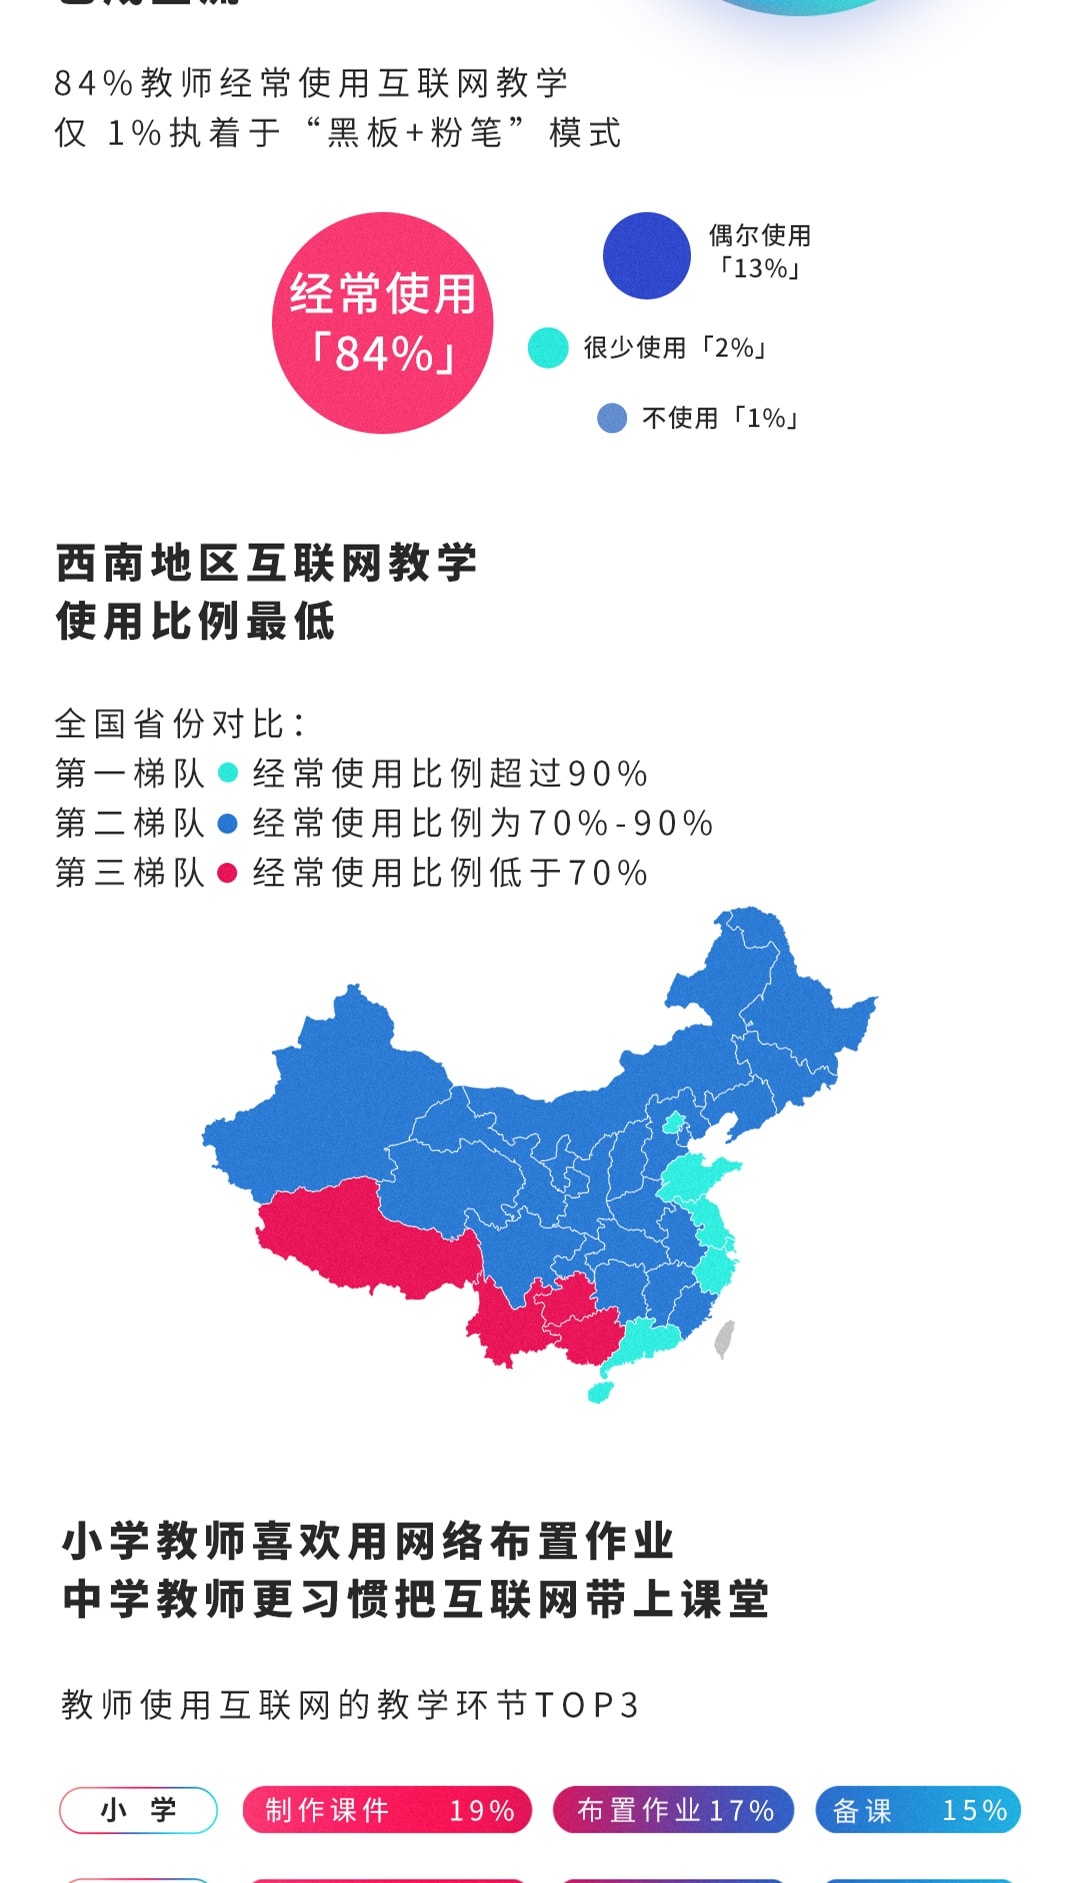 84%教师经常使用互联网教学
仅 1%执着于“黑板+粉笔”模式
经常使用
「84%」
偶尔使用
「13%」
很少使用「2%」
不使用「1%」
西南地区互联网教学
使用比例最低
全国省份对比：
第一梯队 经常使用比例超过90%
第二梯队 经常使用比例为70%-90%
第三梯队 经常使用比例低于70%
小学教师喜欢用网络布置作业
中学教师更习惯把互联网带上课堂
教师使用互联网的教学环节TOP3
小 学 制作课件 19% 布置作业 17% 备课 15%